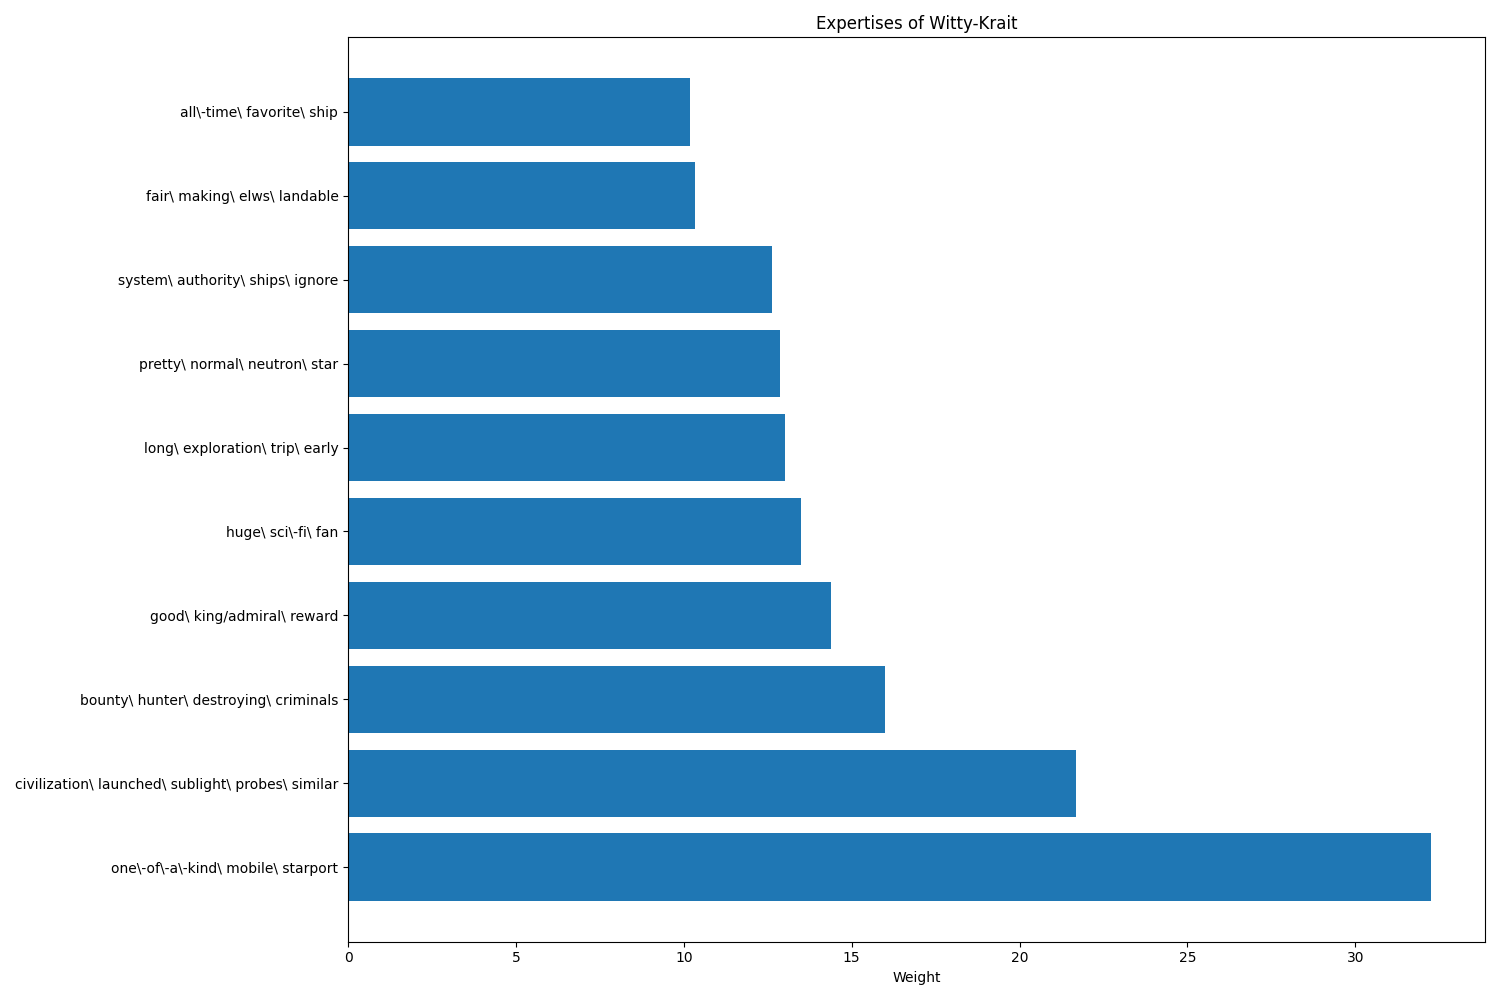 Expertises of Witty-Krait
all\-time\ favorite\ ship
fair\ making\ elws\ landable
system\ authority\ ships\ ignore
pretty\ normal\ neutron\ star
long\ exploration\ trip\ early
huge\ sci\-fi\ fan
good\ king/admiral\ reward
bounty\ hunter\ destroying\ criminals
civilization\ launched\ sublight\ probes\ similar
one\-of\-a\-kind\ mobile\ starport
0 5 10 15 20 25 30
Weight